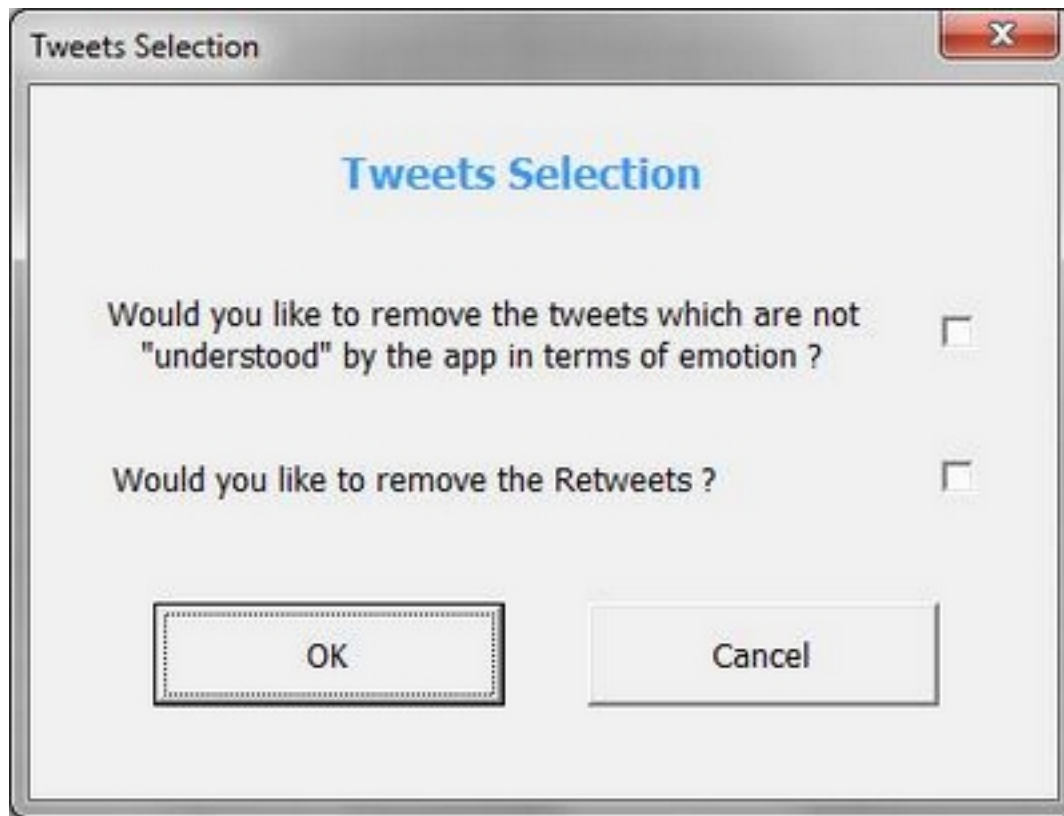 Tweets Selection
Tweets Selection
Would you like to remove the tweets which are not
"understood" by the app in terms of emotion ?
Would you like to remove the Retweets ?
OK
Cancel